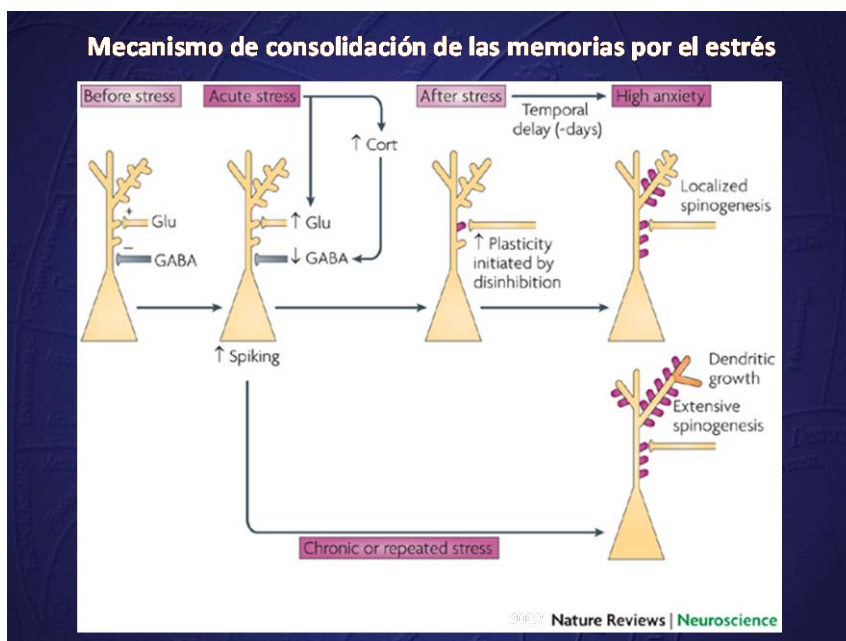 Mecanismo de consolidación de las memorias por el estrés
Before stress
Acute stress
After stress
Temporal
delay (-days)
High anxiety
↑ Cort
+
Glu
–
GABA
↑ Glu
↓ GABA
↑ Plasticity
initiated by
disinhibition
Localized
spinogenesis
↑ Spiking
Dendritic
growth
Extensive
spinogenesis
Chronic or repeated stress
Nature Reviews | Neuroscience